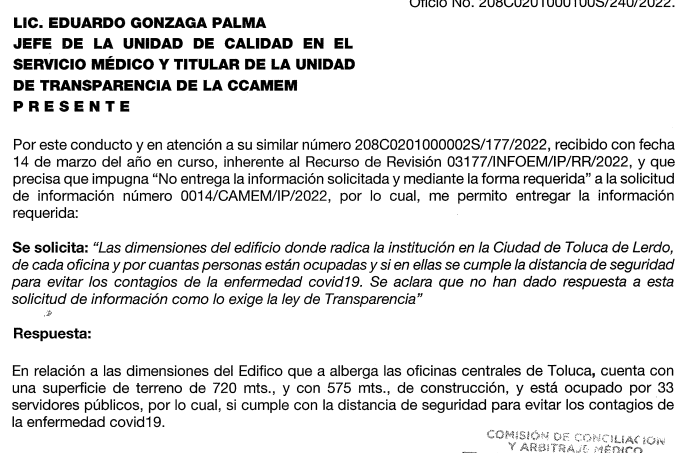 Oficio No. 208C0201000100S/240/2022.
LIC. EDUARDO GONZAGA PALMA
JEFE DE LA UNIDAD DE CALIDAD EN EL
SERVICIO MÉDICO Y TITULAR DE LA UNIDAD
DE TRANSPARENCIA DE LA CCAMEM
P R E S E N T E
Por este conducto y en atención a su similar número 208C0201000002S/177/2022, recibido con fecha
14 de marzo del año en curso, inherente al Recurso de Revisión 03177/INFOEM/IP/RR/2022, y que
precisa que impugna “No entrega la información solicitada y mediante la forma requerida” a la solicitud
de información número 0014/CAMEM/IP/2022, por lo cual, me permito entregar la información
requerida:
Se solicita: “Las dimensiones del edificio donde radica la institución en la Ciudad de Toluca de Lerdo,
de cada oficina y por cuantas personas están ocupadas y si en ellas se cumple la distancia de seguridad
para evitar los contagios de la enfermedad covid19. Se aclara que no han dado respuesta a esta
solicitud de información como lo exige la ley de Transparencia”
Respuesta:
En relación a las dimensiones del Edifico que a alberga las oficinas centrales de Toluca, cuenta con
una superficie de terreno de 720 mts., y con 575 mts., de construcción, y está ocupado por 33
servidores públicos, por lo cual, si cumple con la distancia de seguridad para evitar los contagios de
la enfermedad covid19.
COMISIÓN DE CONCILIACIÓN
Y ARBITRAJE MÉDICO